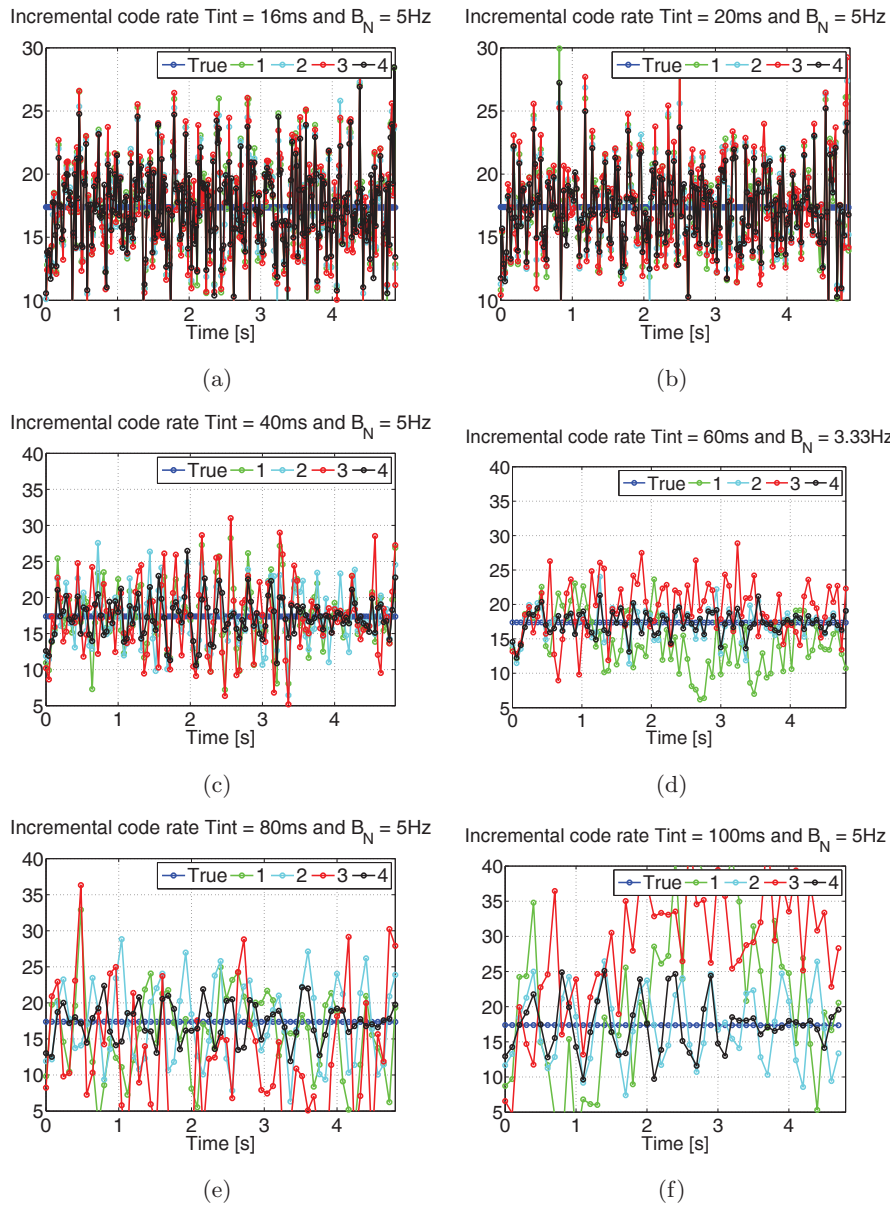 Incremental code rate Tint = 16ms and B_N = 5Hz
True 1 2 3 4
30
25
20
15
10
0 1 2 3 4
Time [s]
(a)
Incremental code rate Tint = 20ms and B_N = 5Hz
True 1 2 3 4
30
25
20
15
10
0 1 2 3 4
Time [s]
(b)
Incremental code rate Tint = 40ms and B_N = 5Hz
True 1 2 3 4
40
35
30
25
20
15
10
5
0 1 2 3 4
Time [s]
(c)
Incremental code rate Tint = 60ms and B_N = 3.33Hz
True 1 2 3 4
40
35
30
25
20
15
10
5
0 1 2 3 4
Time [s]
(d)
Incremental code rate Tint = 80ms and B_N = 5Hz
True 1 2 3 4
40
35
30
25
20
15
10
5
0 1 2 3 4
Time [s]
(e)
Incremental code rate Tint = 100ms and B_N = 5Hz
True 1 2 3 4
40
35
30
25
20
15
10
5
0 1 2 3 4
Time [s]
(f)